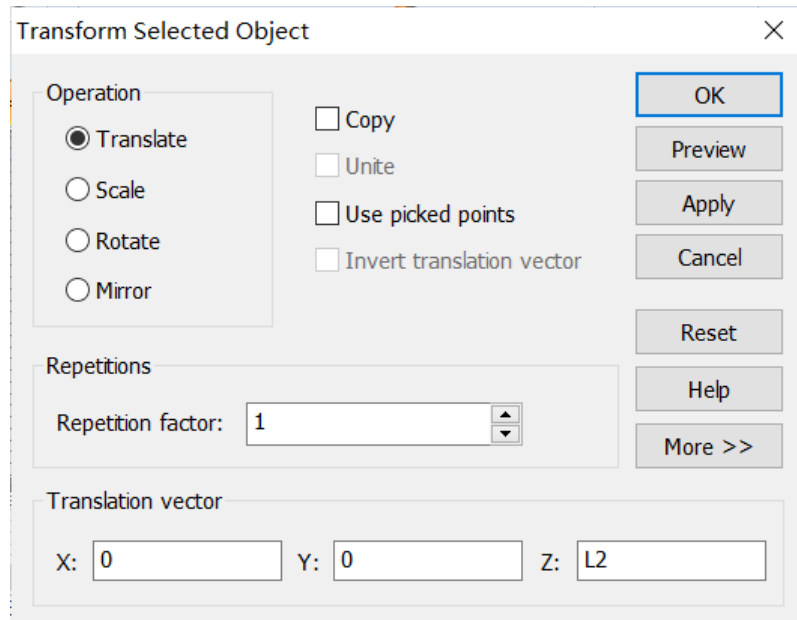 Transform Selected Object
Operation
Translate
Scale
Rotate
Mirror
Copy
Unite
Use picked points
Invert translation vector
OK
Preview
Apply
Cancel
Reset
Help
More >>
Repetitions
Repetition factor: 1
Translation vector
X: 0 Y: 0 Z: L2